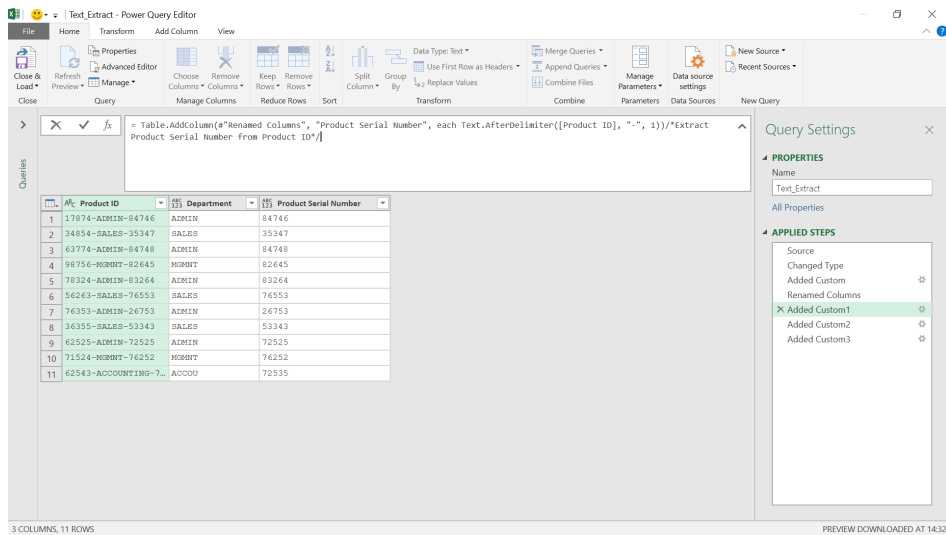 Text_Extract - Power Query Editor
File Home Transform Add Column View
Close & Load
Refresh Preview
Properties
Advanced Editor
Manage
Choose Columns
Remove Columns
Keep Rows
Remove Rows
Split Column
Group By
Data Type: Text
Use First Row as Headers
Replace Values
Merge Queries
Append Queries
Combine Files
Manage Parameters
Data source settings
New Source
Recent Sources
Close Query Manage Columns Reduce Rows Sort Transform Combine Parameters Data Sources New Query
Queries
fx
= Table.AddColumn(#"Renamed Columns", "Product Serial Number", each Text.AfterDelimiter([Product ID], "-", 1))/*Extract
Product Serial Number from Product ID*/
ABC Product ID ABC 123 Department ABC 123 Product Serial Number
1 17874-ADMIN-84746 ADMIN 84746
2 34854-SALES-35347 SALES 35347
3 63774-ADMIN-84748 ADMIN 84748
4 98756-MGMNT-82645 MGMNT 82645
5 78324-ADMIN-83264 ADMIN 83264
6 56263-SALES-76553 SALES 76553
7 76353-ADMIN-26753 ADMIN 26753
8 36355-SALES-53343 SALES 53343
9 62525-ADMIN-72525 ADMIN 72525
10 71524-MGMNT-76252 MGMNT 76252
11 62543-ACCOUNTING-7... ACCOU 72535
Query Settings
PROPERTIES
Name
Text_Extract
All Properties
APPLIED STEPS
Source
Changed Type
Added Custom
Renamed Columns
Added Custom1
Added Custom2
Added Custom3
3 COLUMNS, 11 ROWS
PREVIEW DOWNLOADED AT 14:32